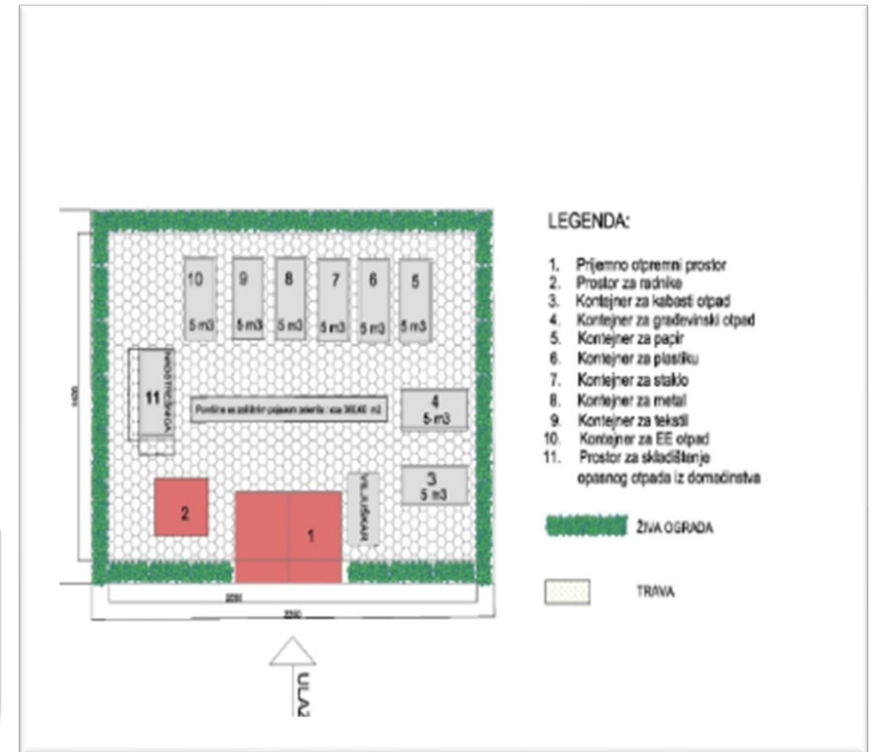 LEGENDA:
1. Prijemno otpremni prostor
2. Prostor za radnike
3. Kontejner za kabasti otpad
4. Kontejner za građevinski otpad
5. Kontejner za papir
6. Kontejner za plastiku
7. Kontejner za staklo
8. Kontejner za metal
9. Kontejner za tekstil
10. Kontejner za EE otpad
11. Prostor za skladištenje
opasnog otpada iz domaćinstva
ŽIVA OGRADA
TRAVA
10 9 8 7 6 5
5 m3 5 m3 5 m3 5 m3 5 m3 5 m3
11
NADSTREŠNICA
4
5 m3
3
5 m3
VILJUŠKAR
2
1
ULAZ